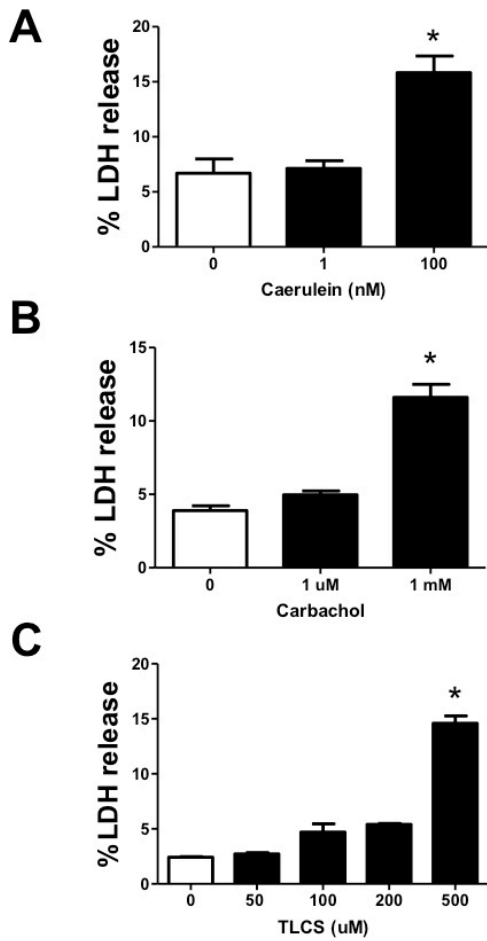 A
% LDH release
20
15
10
5
0
*
0 1 100
Caerulein (nM)
B
% LDH release
15
10
5
0
*
0 1 uM 1 mM
Carbachol
C
% LDH release
20
15
10
5
0
*
0 50 100 200 500
TLCS (uM)